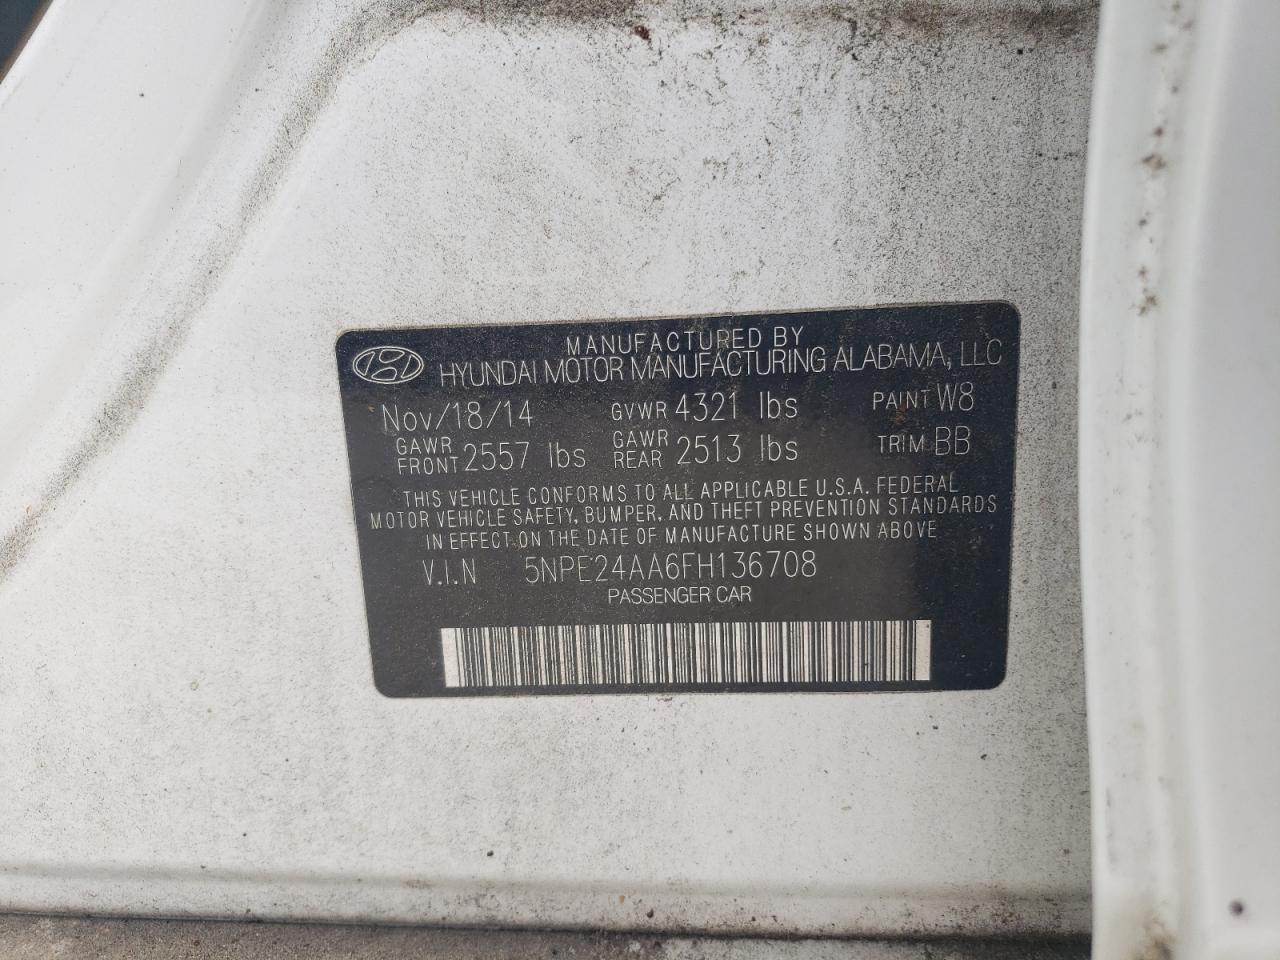 MANUFACTURED BY
HYUNDAI MOTOR MANUFACTURING ALABAMA, LLC
Nov/18/14 GVWR 4321 lbs PAINT W8
GAWR FRONT 2557 lbs GAWR REAR 2513 lbs TRIM BB
THIS VEHICLE CONFORMS TO ALL APPLICABLE U.S.A. FEDERAL
MOTOR VEHICLE SAFETY, BUMPER, AND THEFT PREVENTION STANDARDS
IN EFFECT ON THE DATE OF MANUFACTURE SHOWN ABOVE
V.I.N 5NPE24AA6FH136708
PASSENGER CAR